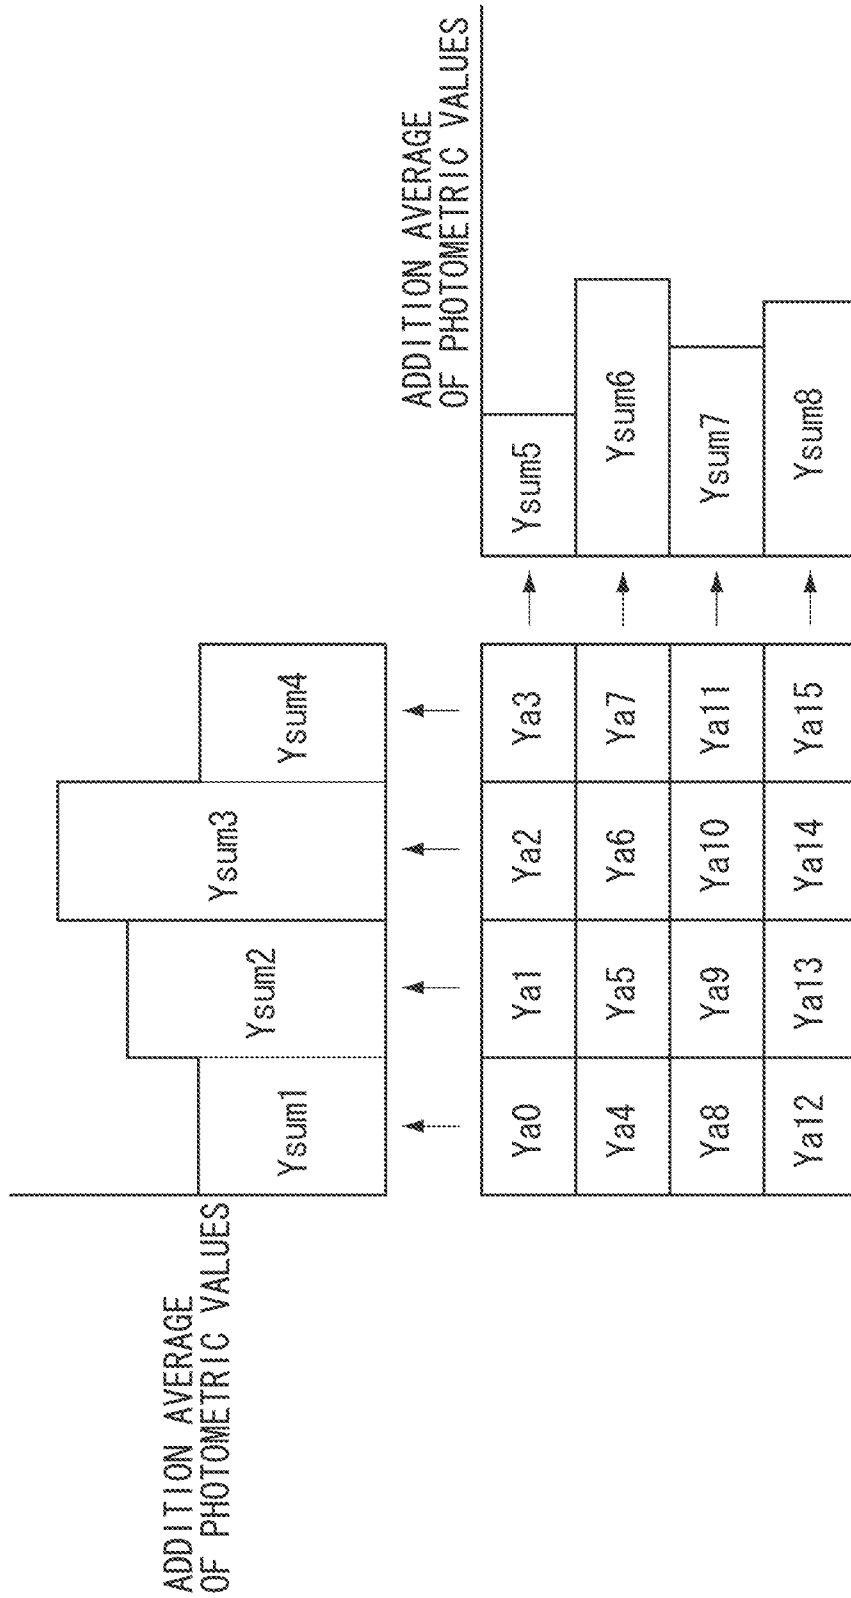 ADDITION AVERAGE
OF PHOTOMETRIC VALUES
Ysum1
Ysum2
Ysum3
Ysum4
ADDITION AVERAGE
OF PHOTOMETRIC VALUES
Ya0
Ya1
Ya2
Ya3
Ysum5
Ya4
Ya5
Ya6
Ya7
Ysum6
Ya8
Ya9
Ya10
Ya11
Ysum7
Ya12
Ya13
Ya14
Ya15
Ysum8